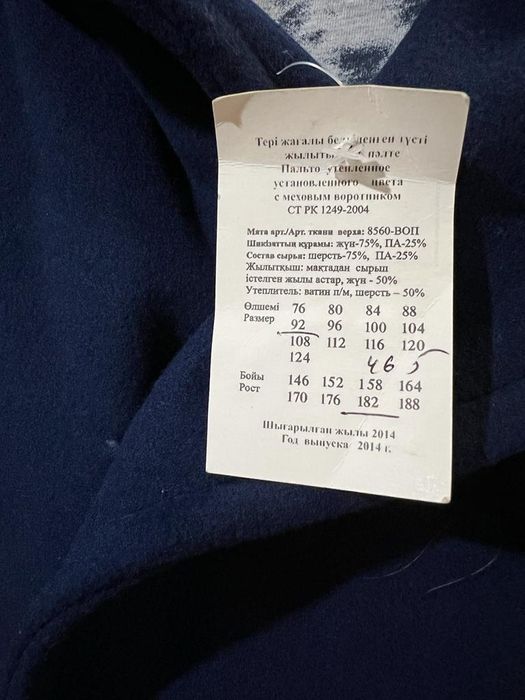 Тері жағалы
түсті
жылыты
пәлте
Пальто утепленное
установленного цвета
с меховым воротником
СТ РК 1249-2004
Мата арт./Арт. ткани верха: 8560-ВОП
Шикізаттың құрамы: жүн-75%, ПА-25%
Состав сырья: шерсть-75%, ПА-25%
Жылытқыш: мақтадан сырып
істелген жылы астар, жүн - 50%
Утеплитель: ватин п/м, шерсть – 50%
Өлшемі 76 80 84 88
Размер 92 96 100 104
108 112 116 120
124 46
Бойы 146 152 158 164
Рост 170 176 182 188
Шығарылған жылы 2014
Год выпуска 2014 г.